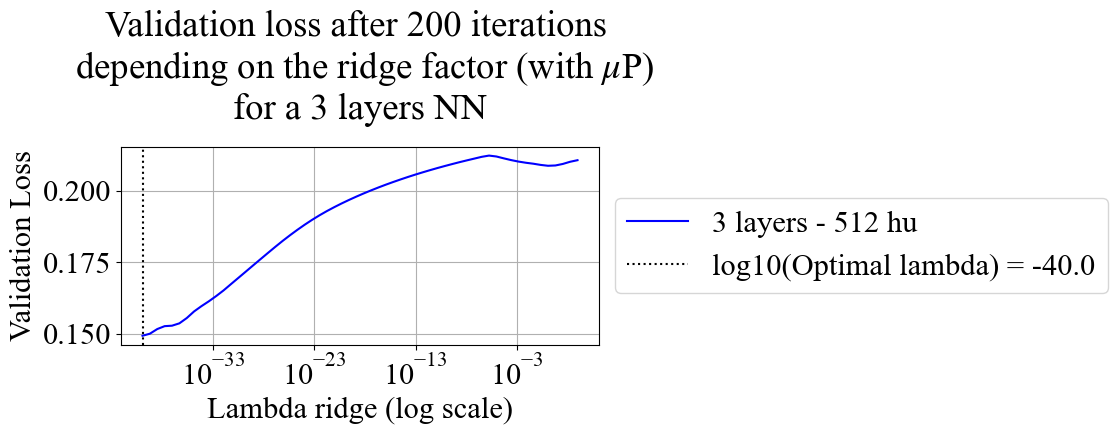 Validation loss after 200 iterations
depending on the ridge factor (with µP)
for a 3 layers NN
Validation Loss
0.200
0.175
0.150
10⁻³³ 10⁻²³ 10⁻¹³ 10⁻³
Lambda ridge (log scale)
3 layers - 512 hu
log10(Optimal lambda) = -40.0